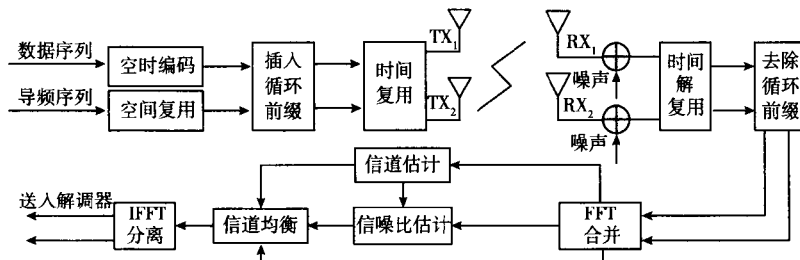 数据序列
空时编码
导频序列
空间复用
插入
循环
前缀
时间
复用
TX₁
TX₂
RX₁
噪声
RX₂
噪声
时间
解
复用
去除
循环
前缀
信道估计
送入解调器
IFFT
分离
信道均衡
信噪比估计
FFT
合并